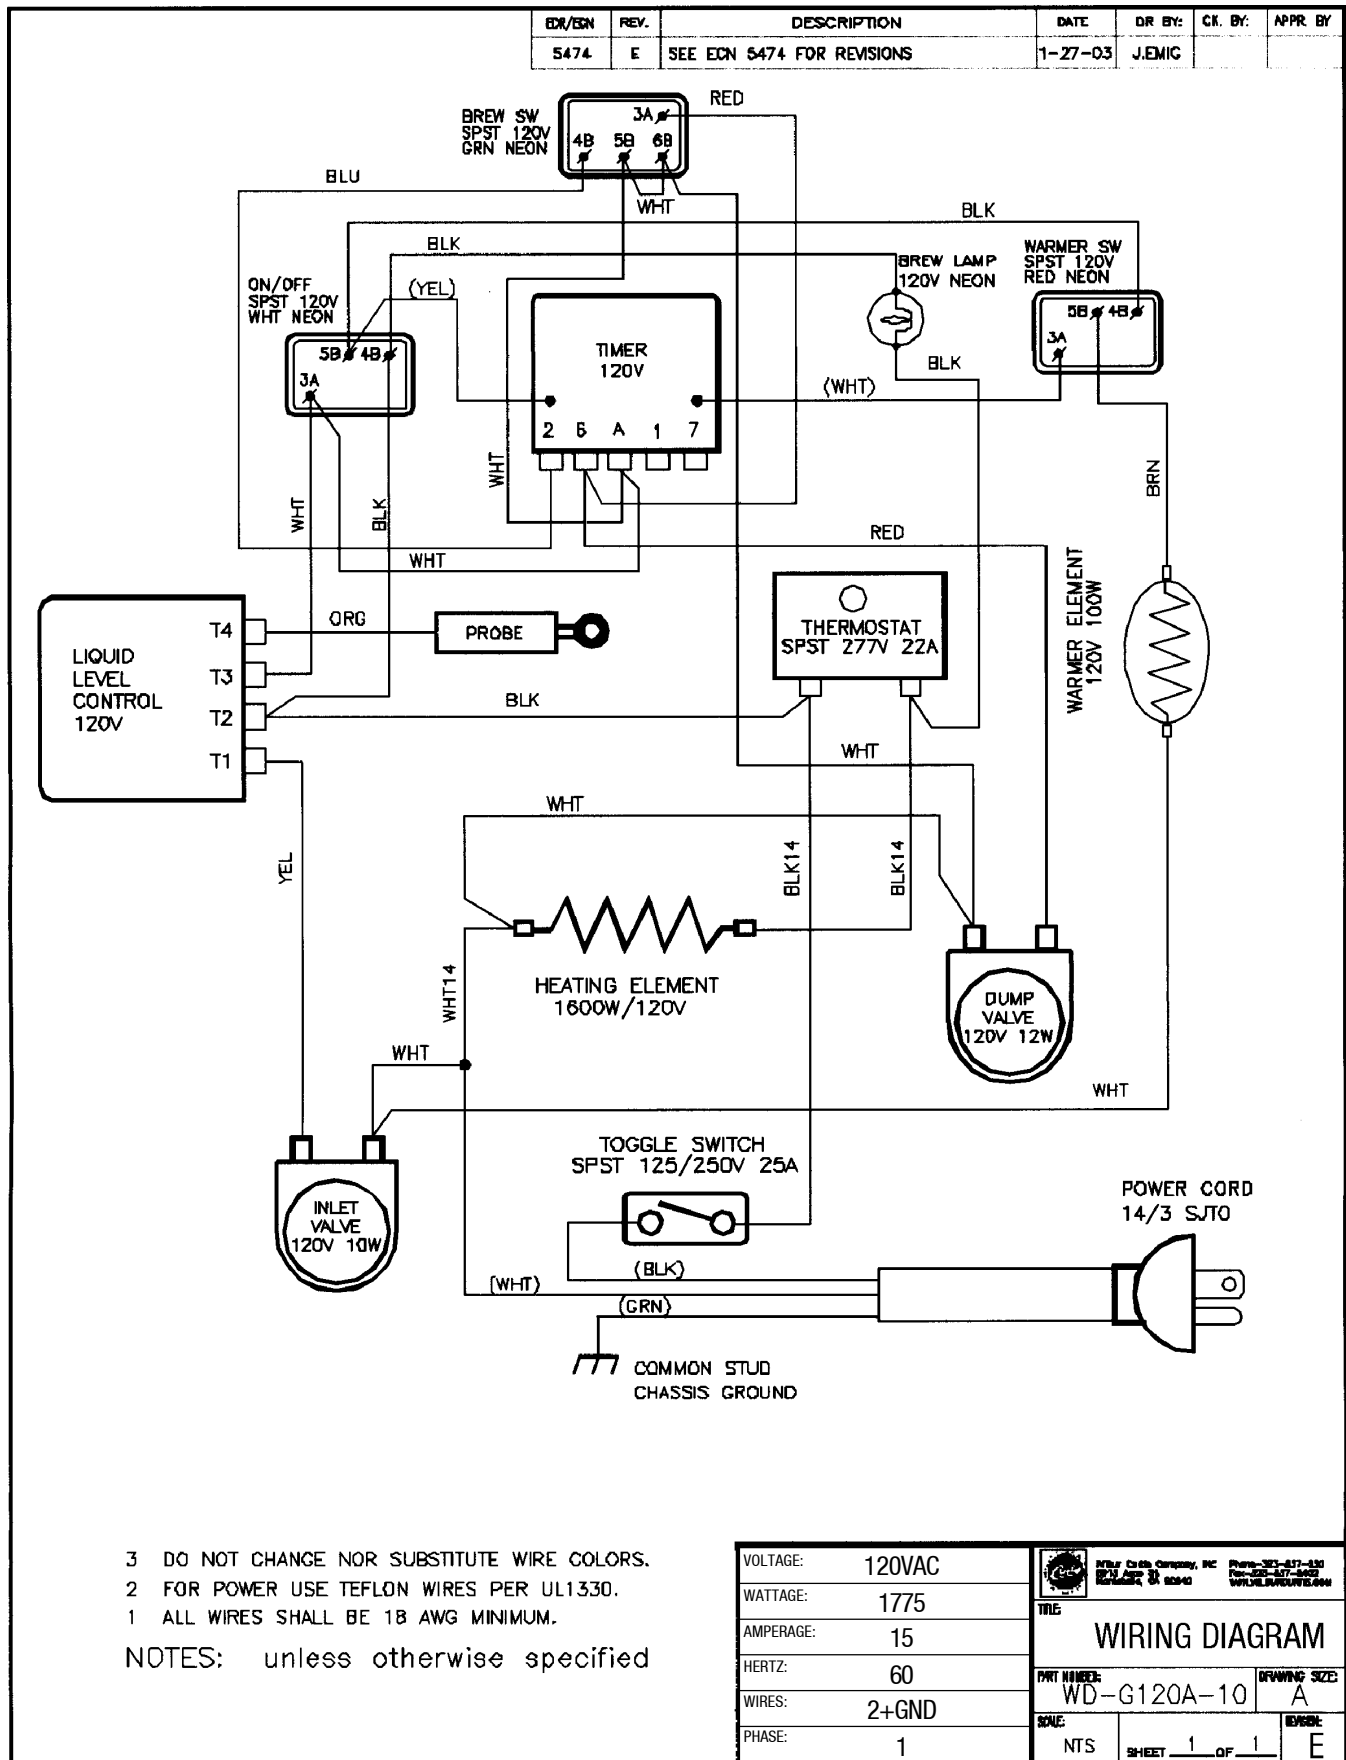 EDR/ECN REV. DESCRIPTION DATE DR BY: CK. BY: APPR BY
5474 E SEE ECN 5474 FOR REVISIONS 1-27-03 J.EMIG
BREW SW
SPST 120V
GRN NEON
3A
4B 5B 6B
RED
BLU
WHT
BLK
BLK
ON/OFF
SPST 120V
WHT NEON
(YEL)
BREW LAMP
120V NEON
WARMER SW
SPST 120V
RED NEON
5B 4B
3A
5B 4B
3A
TIMER
120V
BLK
(WHT)
2 6 A 1 7
WHT
BRN
WHT
BLK
WHT
RED
LIQUID
LEVEL
CONTROL
120V
T4
T3
T2
T1
ORG
PROBE
THERMOSTAT
SPST 277V 22A
WARMER ELEMENT
120V 100W
BLK
WHT
WHT
YEL
BLK14
BLK14
HEATING ELEMENT
1600W/120V
WHT14
DUMP
VALVE
120V 12W
WHT
WHT
INLET
VALVE
120V 10W
TOGGLE SWITCH
SPST 125/250V 25A
POWER CORD
14/3 SJTO
(BLK)
(WHT)
(GRN)
COMMON STUD
CHASSIS GROUND
3 DO NOT CHANGE NOR SUBSTITUTE WIRE COLORS.
2 FOR POWER USE TEFLON WIRES PER UL1330.
1 ALL WIRES SHALL BE 18 AWG MINIMUM.
NOTES: unless otherwise specified
VOLTAGE: 120VAC
WATTAGE: 1775
AMPERAGE: 15
HERTZ: 60
WIRES: 2+GND
PHASE: 1
TITLE:
WIRING DIAGRAM
PART NUMBER: DRAWING SIZE:
WD-G120A-10 A
SCALE: REVISION:
NTS SHEET 1 OF 1 E